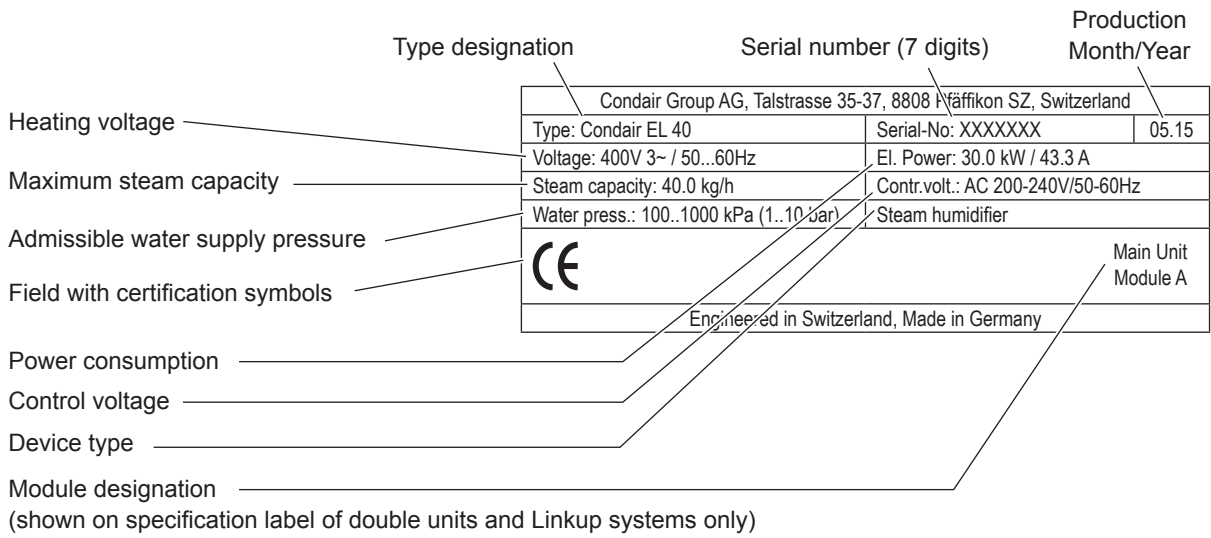 Production
Month/Year
Type designation
Serial number (7 digits)
Condair Group AG, Talstrasse 35-37, 8808 Pfäffikon SZ, Switzerland
Heating voltage
Type: Condair EL 40
Serial-No: XXXXXXX
05.15
Voltage: 400V 3~ / 50...60Hz
El. Power: 30.0 kW / 43.3 A
Maximum steam capacity
Steam capacity: 40.0 kg/h
Contr.volt.: AC 200-240V/50-60Hz
Water press.: 100..1000 kPa (1..10 bar)
Steam humidifier
Admissible water supply pressure
CE
Main Unit
Module A
Field with certification symbols
Engineered in Switzerland, Made in Germany
Power consumption
Control voltage
Device type
Module designation
(shown on specification label of double units and Linkup systems only)